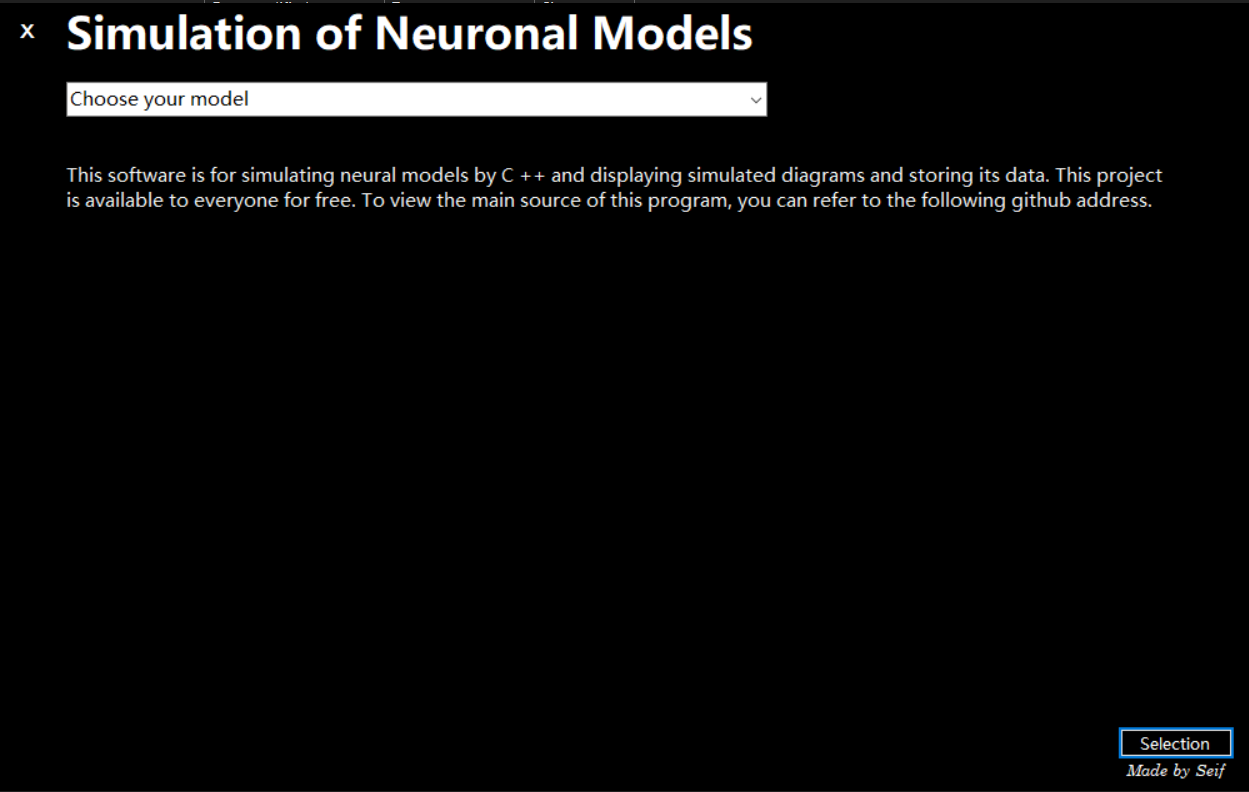 x
Simulation of Neuronal Models
Choose your model
This software is for simulating neural models by C ++ and displaying simulated diagrams and storing its data. This project
is available to everyone for free. To view the main source of this program, you can refer to the following github address.
Selection
Made by Seif